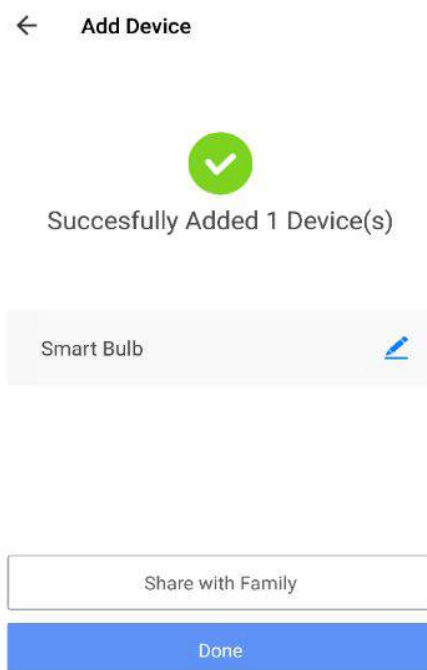 Add Device
Succesfully Added 1 Device(s)
Smart Bulb
Share with Family
Done